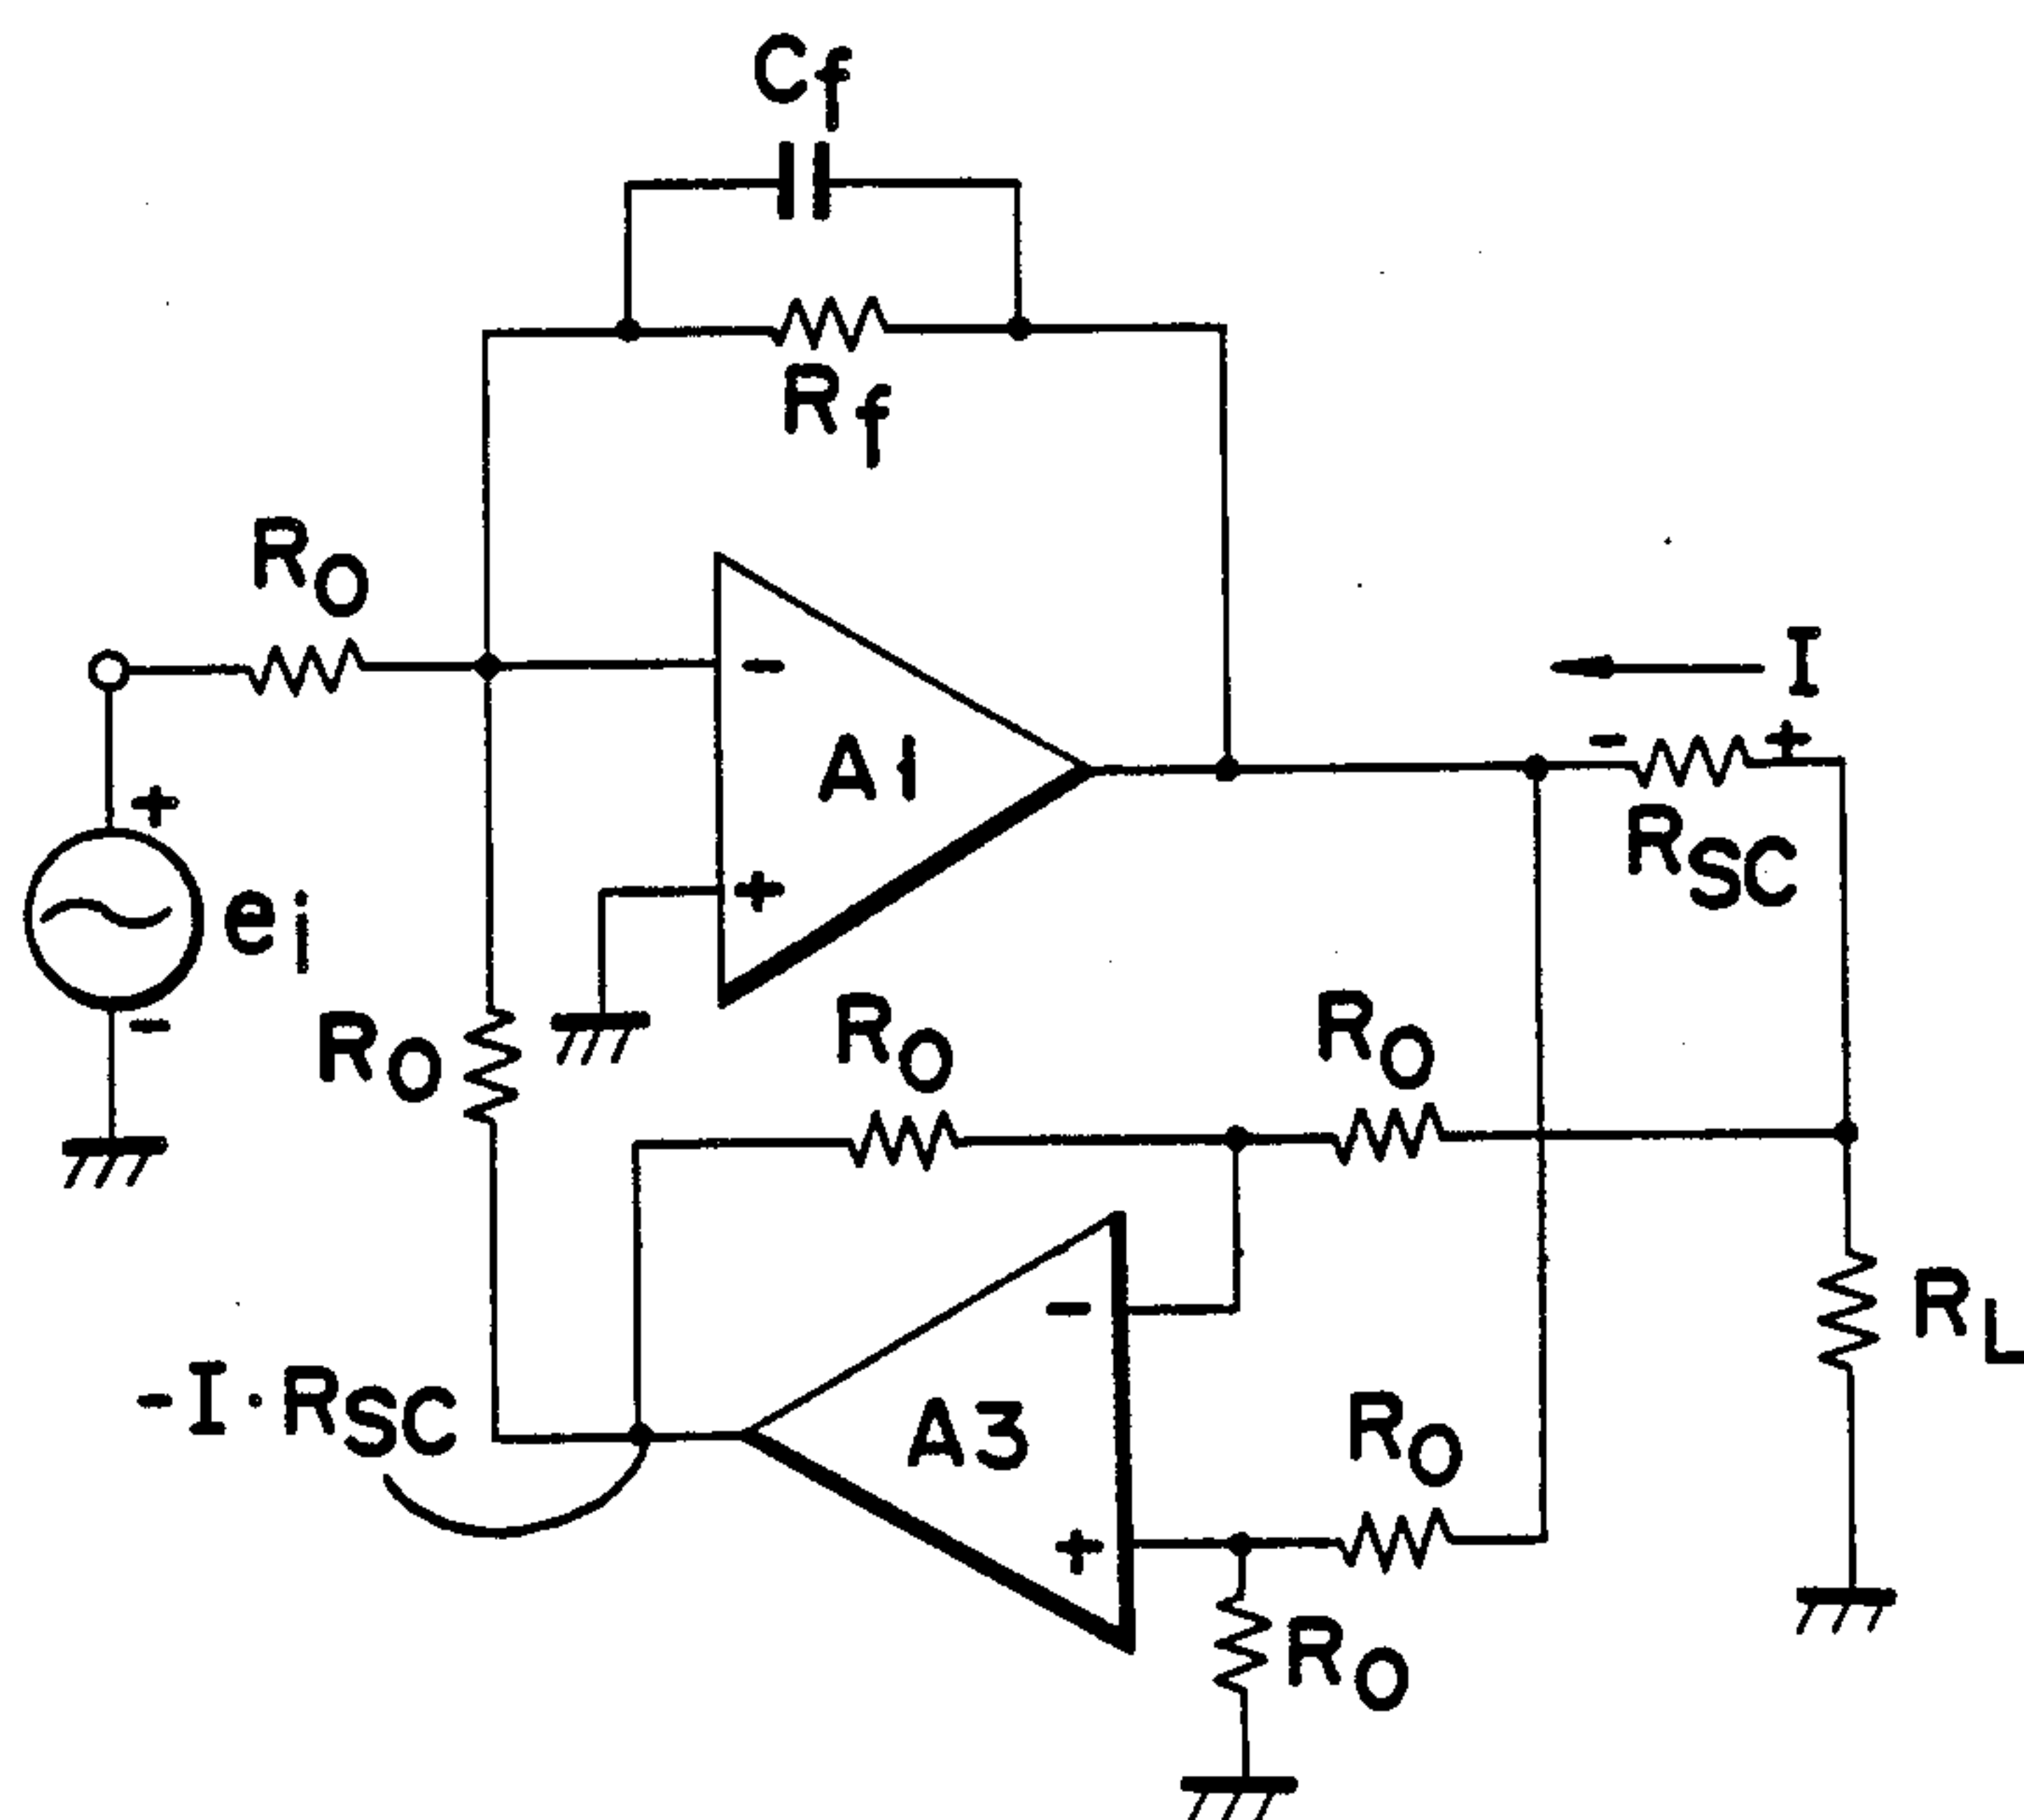 Cf
Rf
RO
I
- +
A1
-
+
RSC
+
ei
-
RO
RO
RO
-I·RSC
A3
-
+
RO
RL
RO